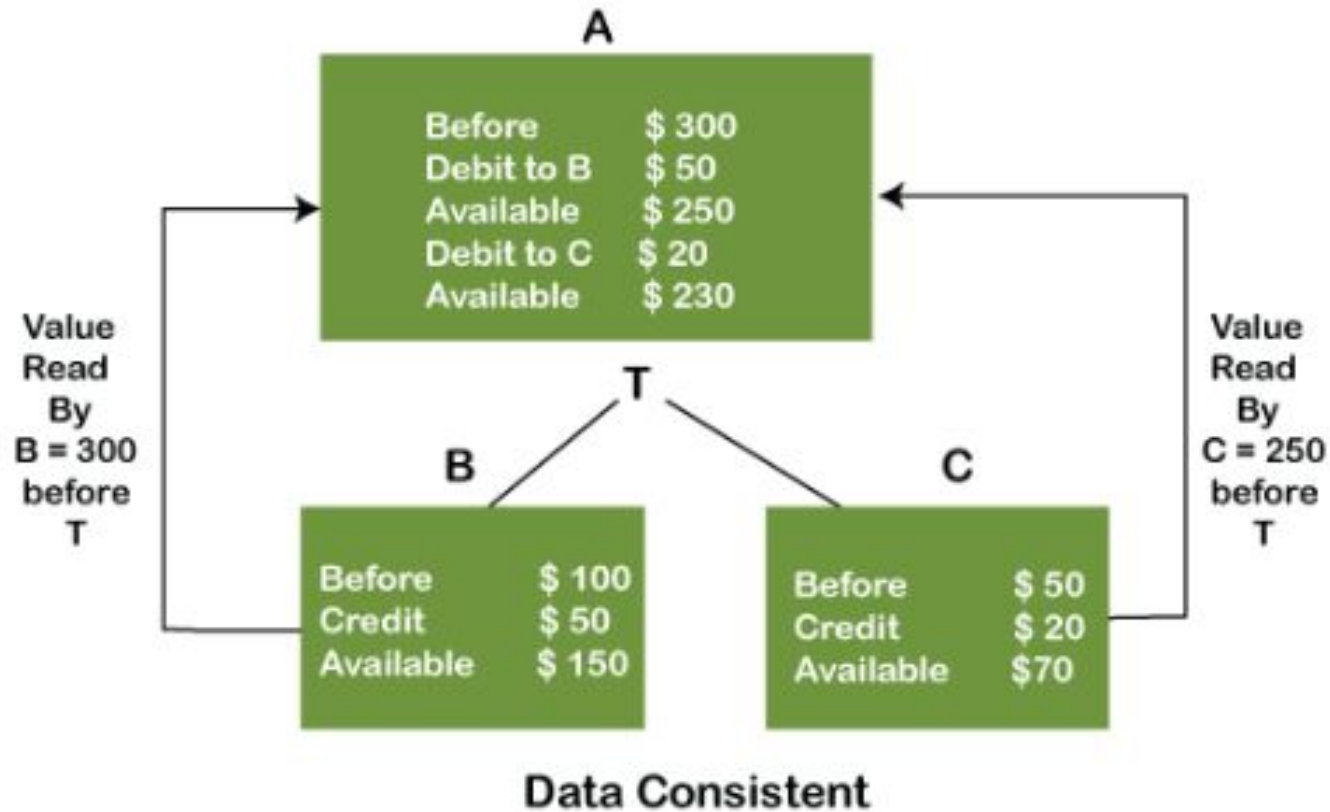 A
Before $ 300
Debit to B $ 50
Available $ 250
Debit to C $ 20
Available $ 230
Value
Read
By
B = 300
before
T
Value
Read
By
C = 250
before
T
T
B
Before $ 100
Credit $ 50
Available $ 150
C
Before $ 50
Credit $ 20
Available $70
Data Consistent